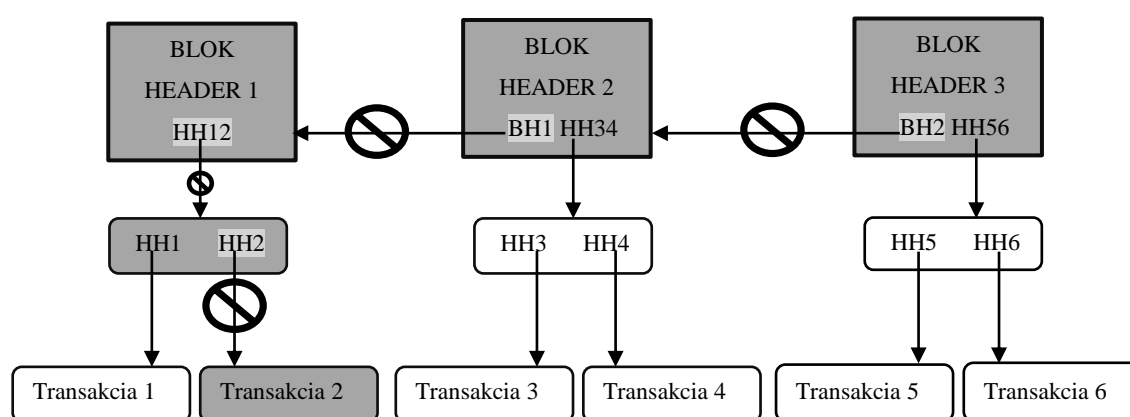 BLOK
HEADER 1
HH12
BLOK
HEADER 2
BH1 HH34
BLOK
HEADER 3
BH2 HH56
HH1 HH2
HH3 HH4
HH5 HH6
Transakcia 1
Transakcia 2
Transakcia 3
Transakcia 4
Transakcia 5
Transakcia 6